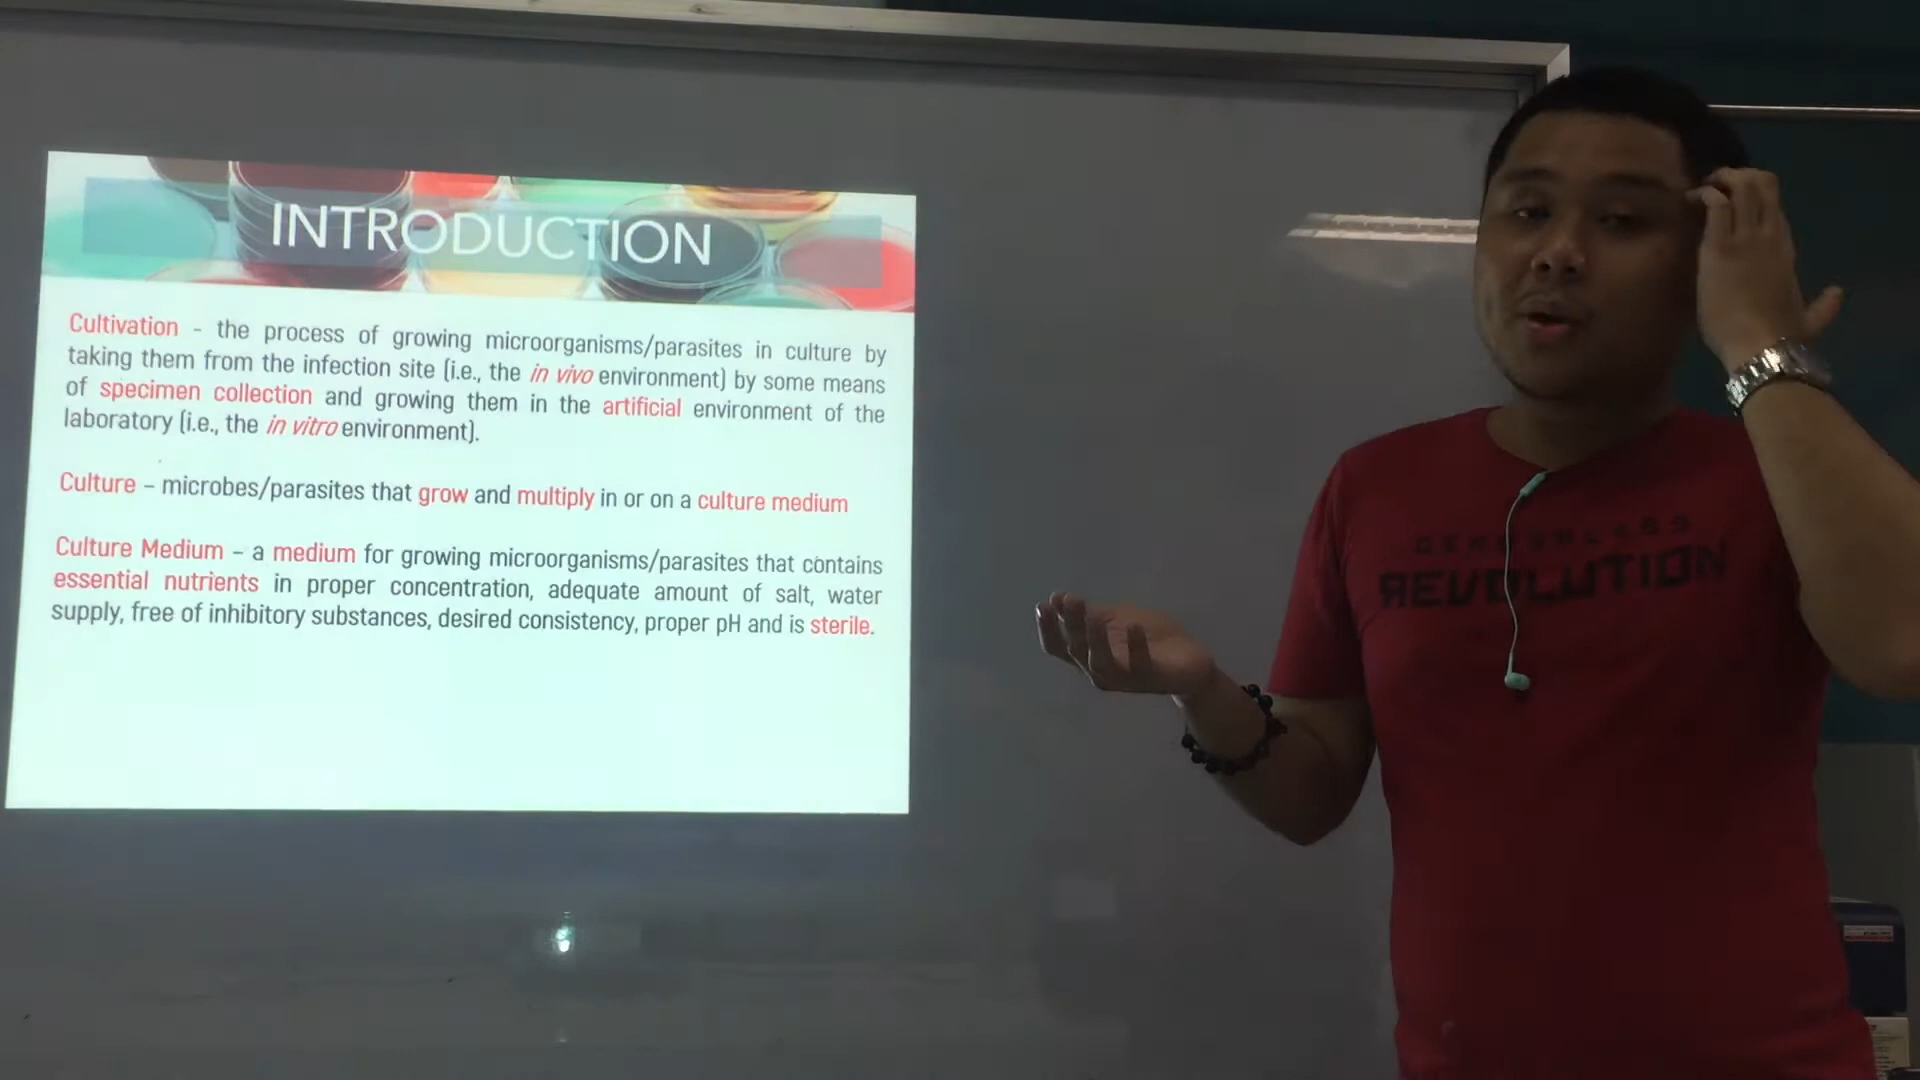 INTRODUCTION
Cultivation - the process of growing microorganisms/parasites in culture by
taking them from the infection site (i.e., the in vivo environment) by some means
of specimen collection and growing them in the artificial environment of the
laboratory (i.e., the in vitro environment).
Culture – microbes/parasites that grow and multiply in or on a culture medium
Culture Medium – a medium for growing microorganisms/parasites that contains
essential nutrients in proper concentration, adequate amount of salt, water
supply, free of inhibitory substances, desired consistency, proper pH and is sterile.
REVOLUTION